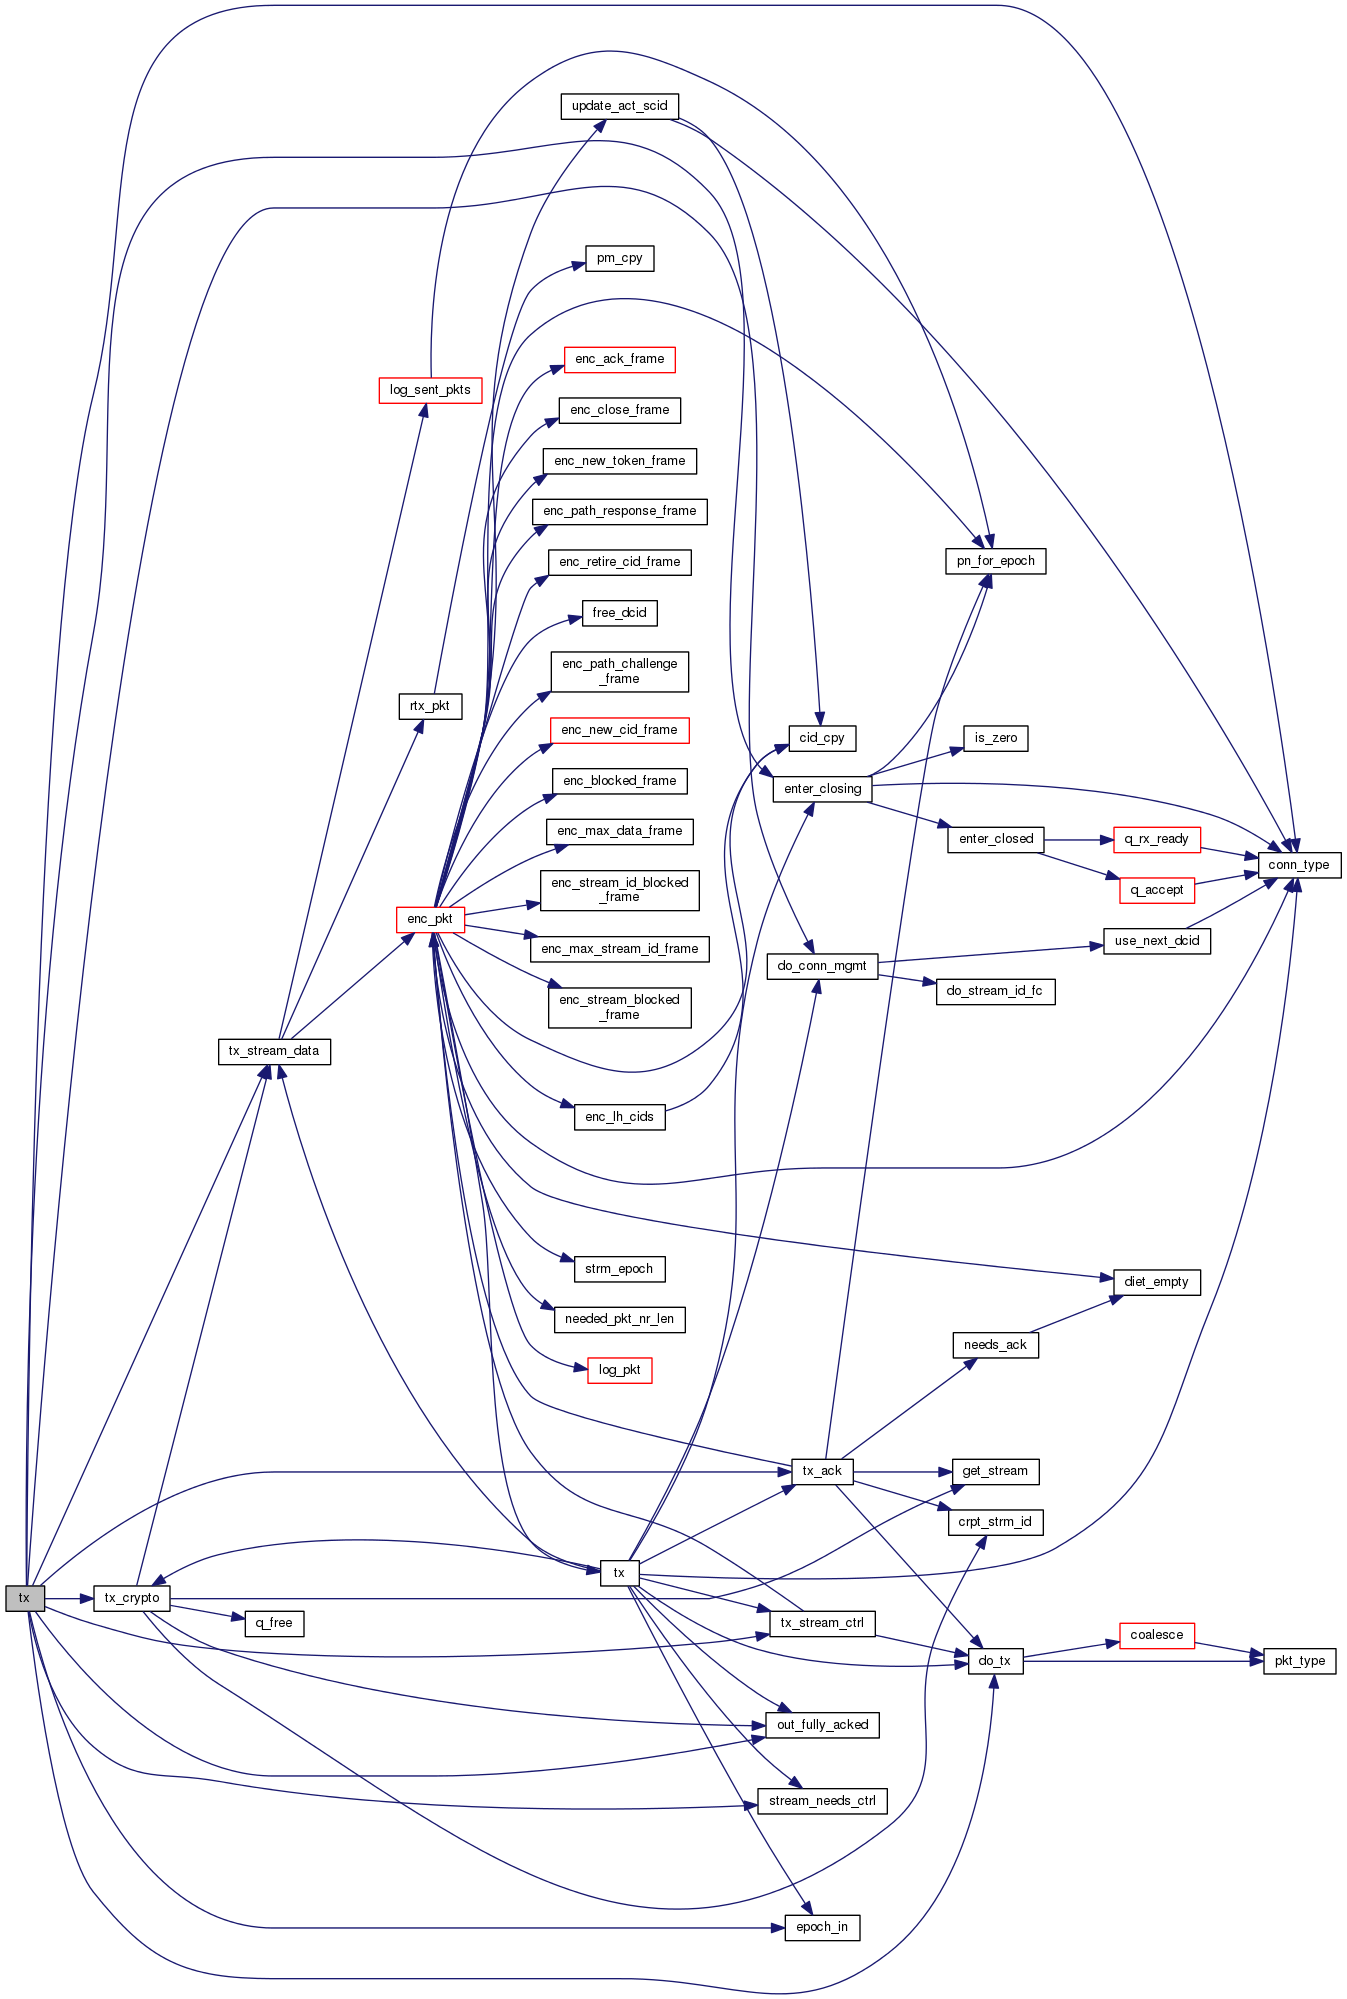 update_act_scid
pm_cpy
enc_ack_frame
log_sent_pkts
enc_close_frame
enc_new_token_frame
enc_path_response_frame
enc_retire_cid_frame
pn_for_epoch
free_dcid
enc_path_challenge
_frame
rtx_pkt
enc_new_cid_frame
cid_cpy
is_zero
enc_blocked_frame
enter_closing
enc_max_data_frame
enter_closed
q_rx_ready
conn_type
enc_stream_id_blocked
_frame
q_accept
enc_pkt
use_next_dcid
enc_max_stream_id_frame
do_conn_mgmt
do_stream_id_fc
enc_stream_blocked
_frame
tx_stream_data
enc_lh_cids
strm_epoch
diet_empty
needed_pkt_nr_len
needs_ack
log_pkt
tx_ack
get_stream
crpt_strm_id
tx
tx
tx_crypto
q_free
tx_stream_ctrl
coalesce
do_tx
pkt_type
out_fully_acked
stream_needs_ctrl
epoch_in